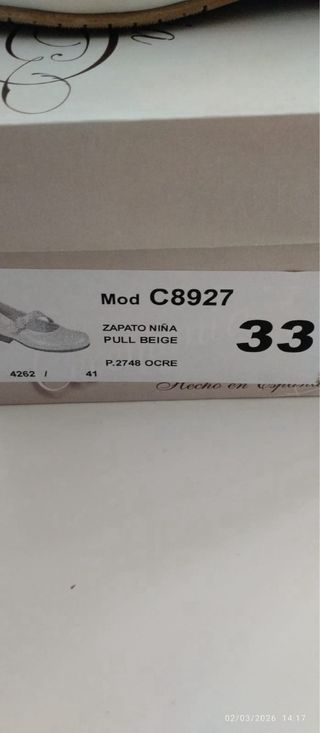 Mod C8927
ZAPATO NIÑA
PULL BEIGE
33
P.2748 OCRE
4262 / 41
Hecho en España
02/03/2026 14:17